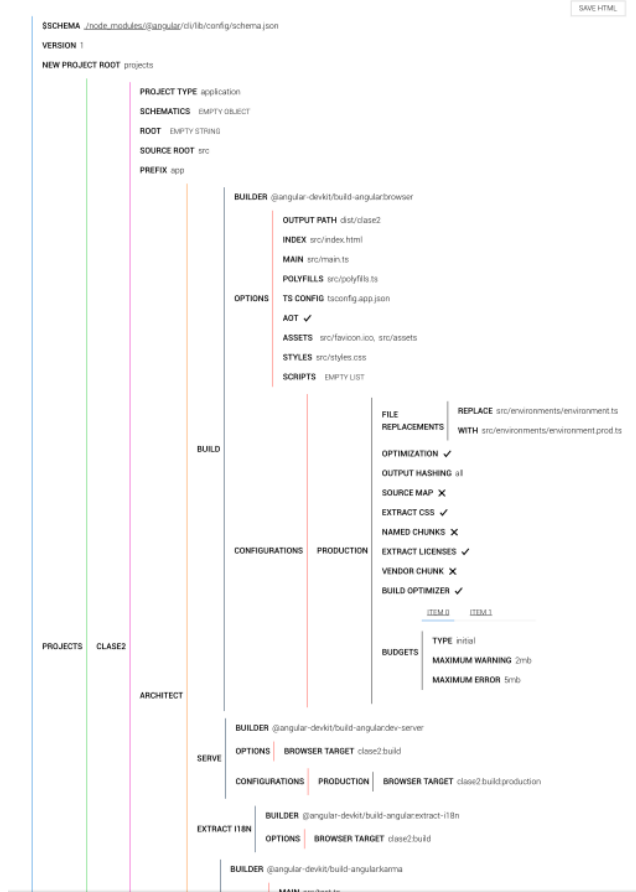 SAVE HTML
$SCHEMA ./node_modules/@angular/cli/lib/config/schema.json
VERSION 1
NEW PROJECT ROOT projects
PROJECT TYPE application
SCHEMATICS EMPTY OBJECT
ROOT EMPTY STRING
SOURCE ROOT src
PREFIX app
BUILDER @angular-devkit/build-angular:browser
OUTPUT PATH dist/clase2
INDEX src/index.html
MAIN src/main.ts
POLYFILLS src/polyfills.ts
OPTIONS TS CONFIG tsconfig.app.json
AOT ✓
ASSETS src/favicon.ico, src/assets
STYLES src/styles.css
SCRIPTS EMPTY LIST
FILE
REPLACEMENTS
REPLACE src/environments/environment.ts
WITH src/environments/environment.prod.ts
BUILD
OPTIMIZATION ✓
OUTPUT HASHING all
SOURCE MAP ✕
EXTRACT CSS ✓
NAMED CHUNKS ✕
CONFIGURATIONS PRODUCTION EXTRACT LICENSES ✓
VENDOR CHUNK ✕
BUILD OPTIMIZER ✓
ITEM 0 ITEM 1
TYPE initial
PROJECTS CLASE2 BUDGETS
MAXIMUM WARNING 2mb
MAXIMUM ERROR 5mb
ARCHITECT
BUILDER @angular-devkit/build-angular:dev-server
SERVE
OPTIONS BROWSER TARGET clase2:build
CONFIGURATIONS PRODUCTION BROWSER TARGET clase2:build:production
BUILDER @angular-devkit/build-angular:extract-i18n
EXTRACT I18N
OPTIONS BROWSER TARGET clase2:build
BUILDER @angular-devkit/build-angular:karma
MAIN src/test.ts